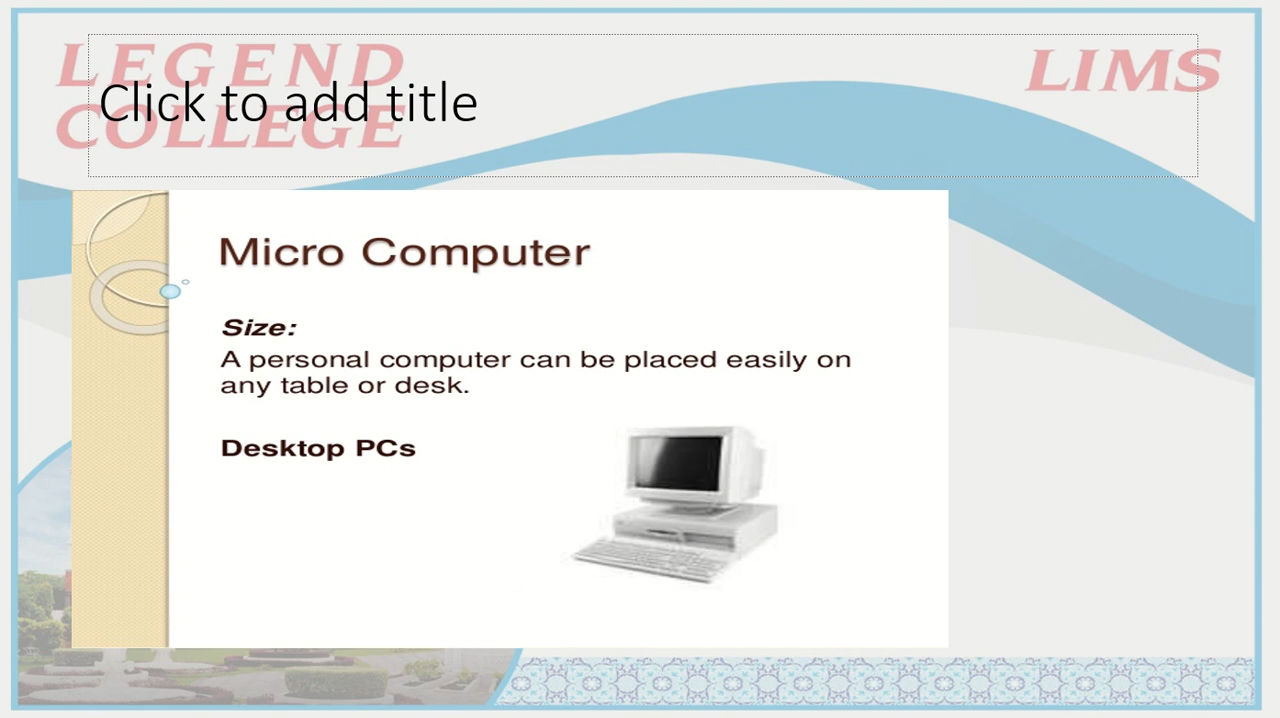 LEGEND
COLLEGE
LIMS
Click to add title
Micro Computer
Size:
A personal computer can be placed easily on
any table or desk.
Desktop PCs